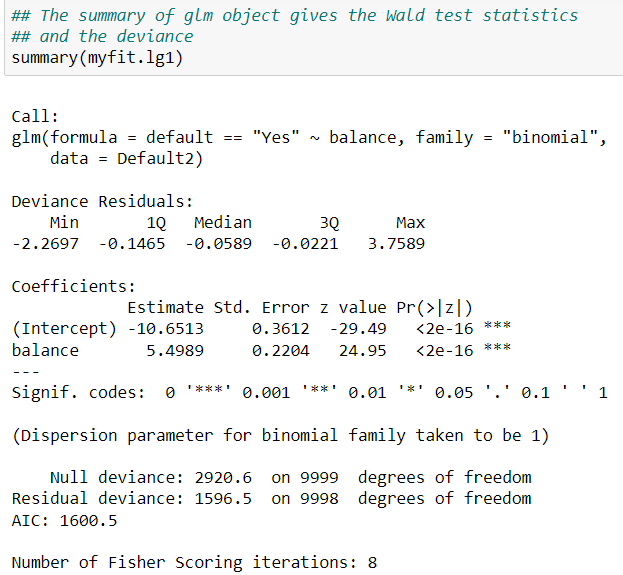 ## The summary of glm object gives the Wald test statistics
## and the deviance
summary(myfit.lg1)
Call:
glm(formula = default == "Yes" ~ balance, family = "binomial",
    data = Default2)
Deviance Residuals:
    Min       1Q   Median       3Q      Max
-2.2697  -0.1465  -0.0589  -0.0221   3.7589
Coefficients:
            Estimate Std. Error z value Pr(>|z|)
(Intercept) -10.6513     0.3612  -29.49   <2e-16 ***
balance       5.4989     0.2204   24.95   <2e-16 ***
---
Signif. codes:  0 '***' 0.001 '**' 0.01 '*' 0.05 '.' 0.1 ' ' 1
(Dispersion parameter for binomial family taken to be 1)
    Null deviance: 2920.6  on 9999  degrees of freedom
Residual deviance: 1596.5  on 9998  degrees of freedom
AIC: 1600.5
Number of Fisher Scoring iterations: 8